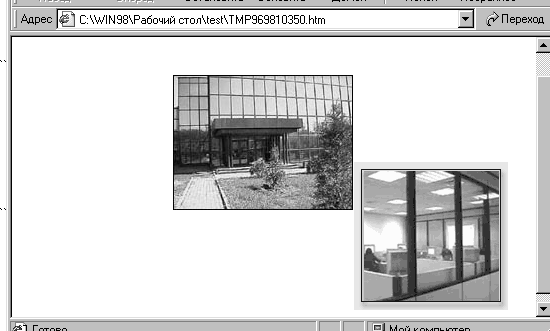 Адрес C:\WIN98\Рабочий стол\test\TMP969810350.htm Переход
Готово Мой компьютер